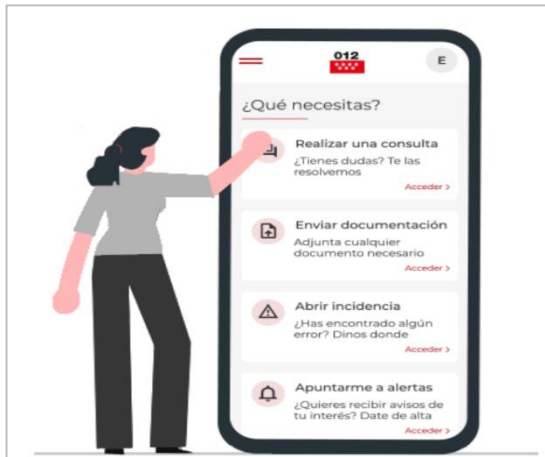 012
E
¿Qué necesitas?
Realizar una consulta
¿Tienes dudas? Te las
resolvemos
Acceder >
Enviar documentación
Adjunta cualquier
documento necesario
Acceder >
Abrir incidencia
¿Has encontrado algún
error? Dinos donde
Acceder >
Apuntarme a alertas
¿Quieres recibir avisos de
tu interés? Date de alta
Acceder >